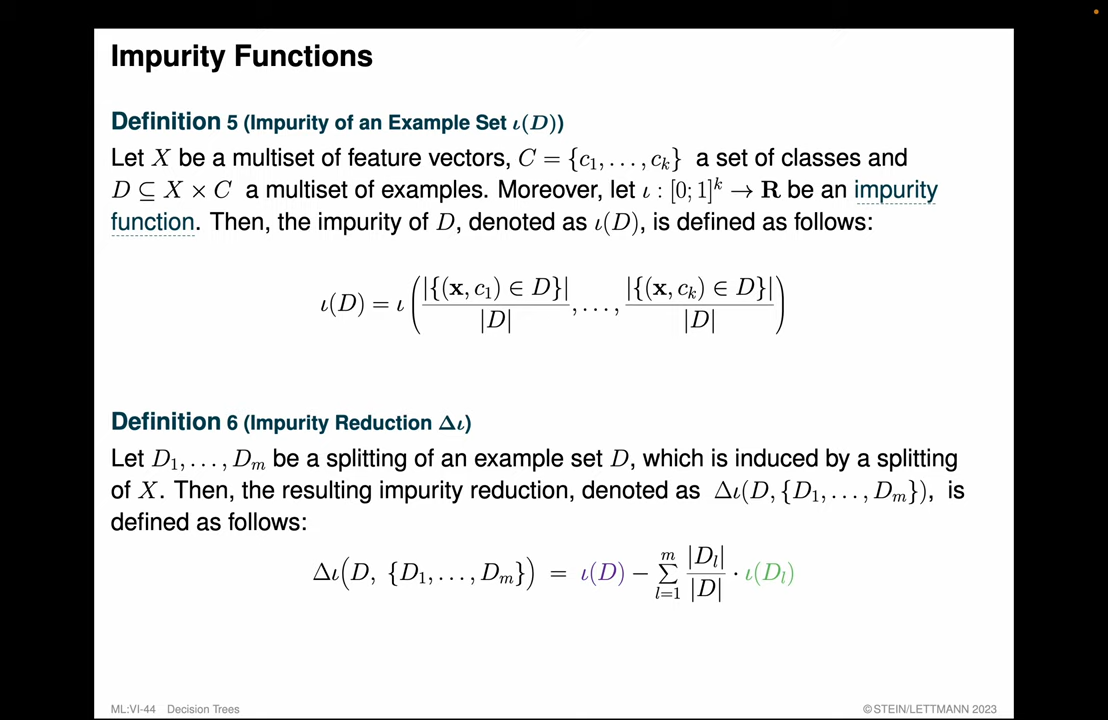 Impurity Functions
Definition 5 (Impurity of an Example Set ι(D))
Let X be a multiset of feature vectors, C = {c₁, . . . , cₖ} a set of classes and
D ⊆ X × C a multiset of examples. Moreover, let ι : [0; 1]ᵏ → R be an impurity
function. Then, the impurity of D, denoted as ι(D), is defined as follows:
ι(D) = ι ( |{(x, c₁) ∈ D}| / |D| , . . . , |{(x, cₖ) ∈ D}| / |D| )
Definition 6 (Impurity Reduction Δι)
Let D₁, . . . , Dₘ be a splitting of an example set D, which is induced by a splitting
of X. Then, the resulting impurity reduction, denoted as Δι(D, {D₁, . . . , Dₘ}), is
defined as follows:
Δι(D, {D₁, . . . , Dₘ}) = ι(D) − ∑_{l=1}^{m} |Dₗ| / |D| · ι(Dₗ)
ML:VI-44 Decision Trees ©STEIN/LETTMANN 2023